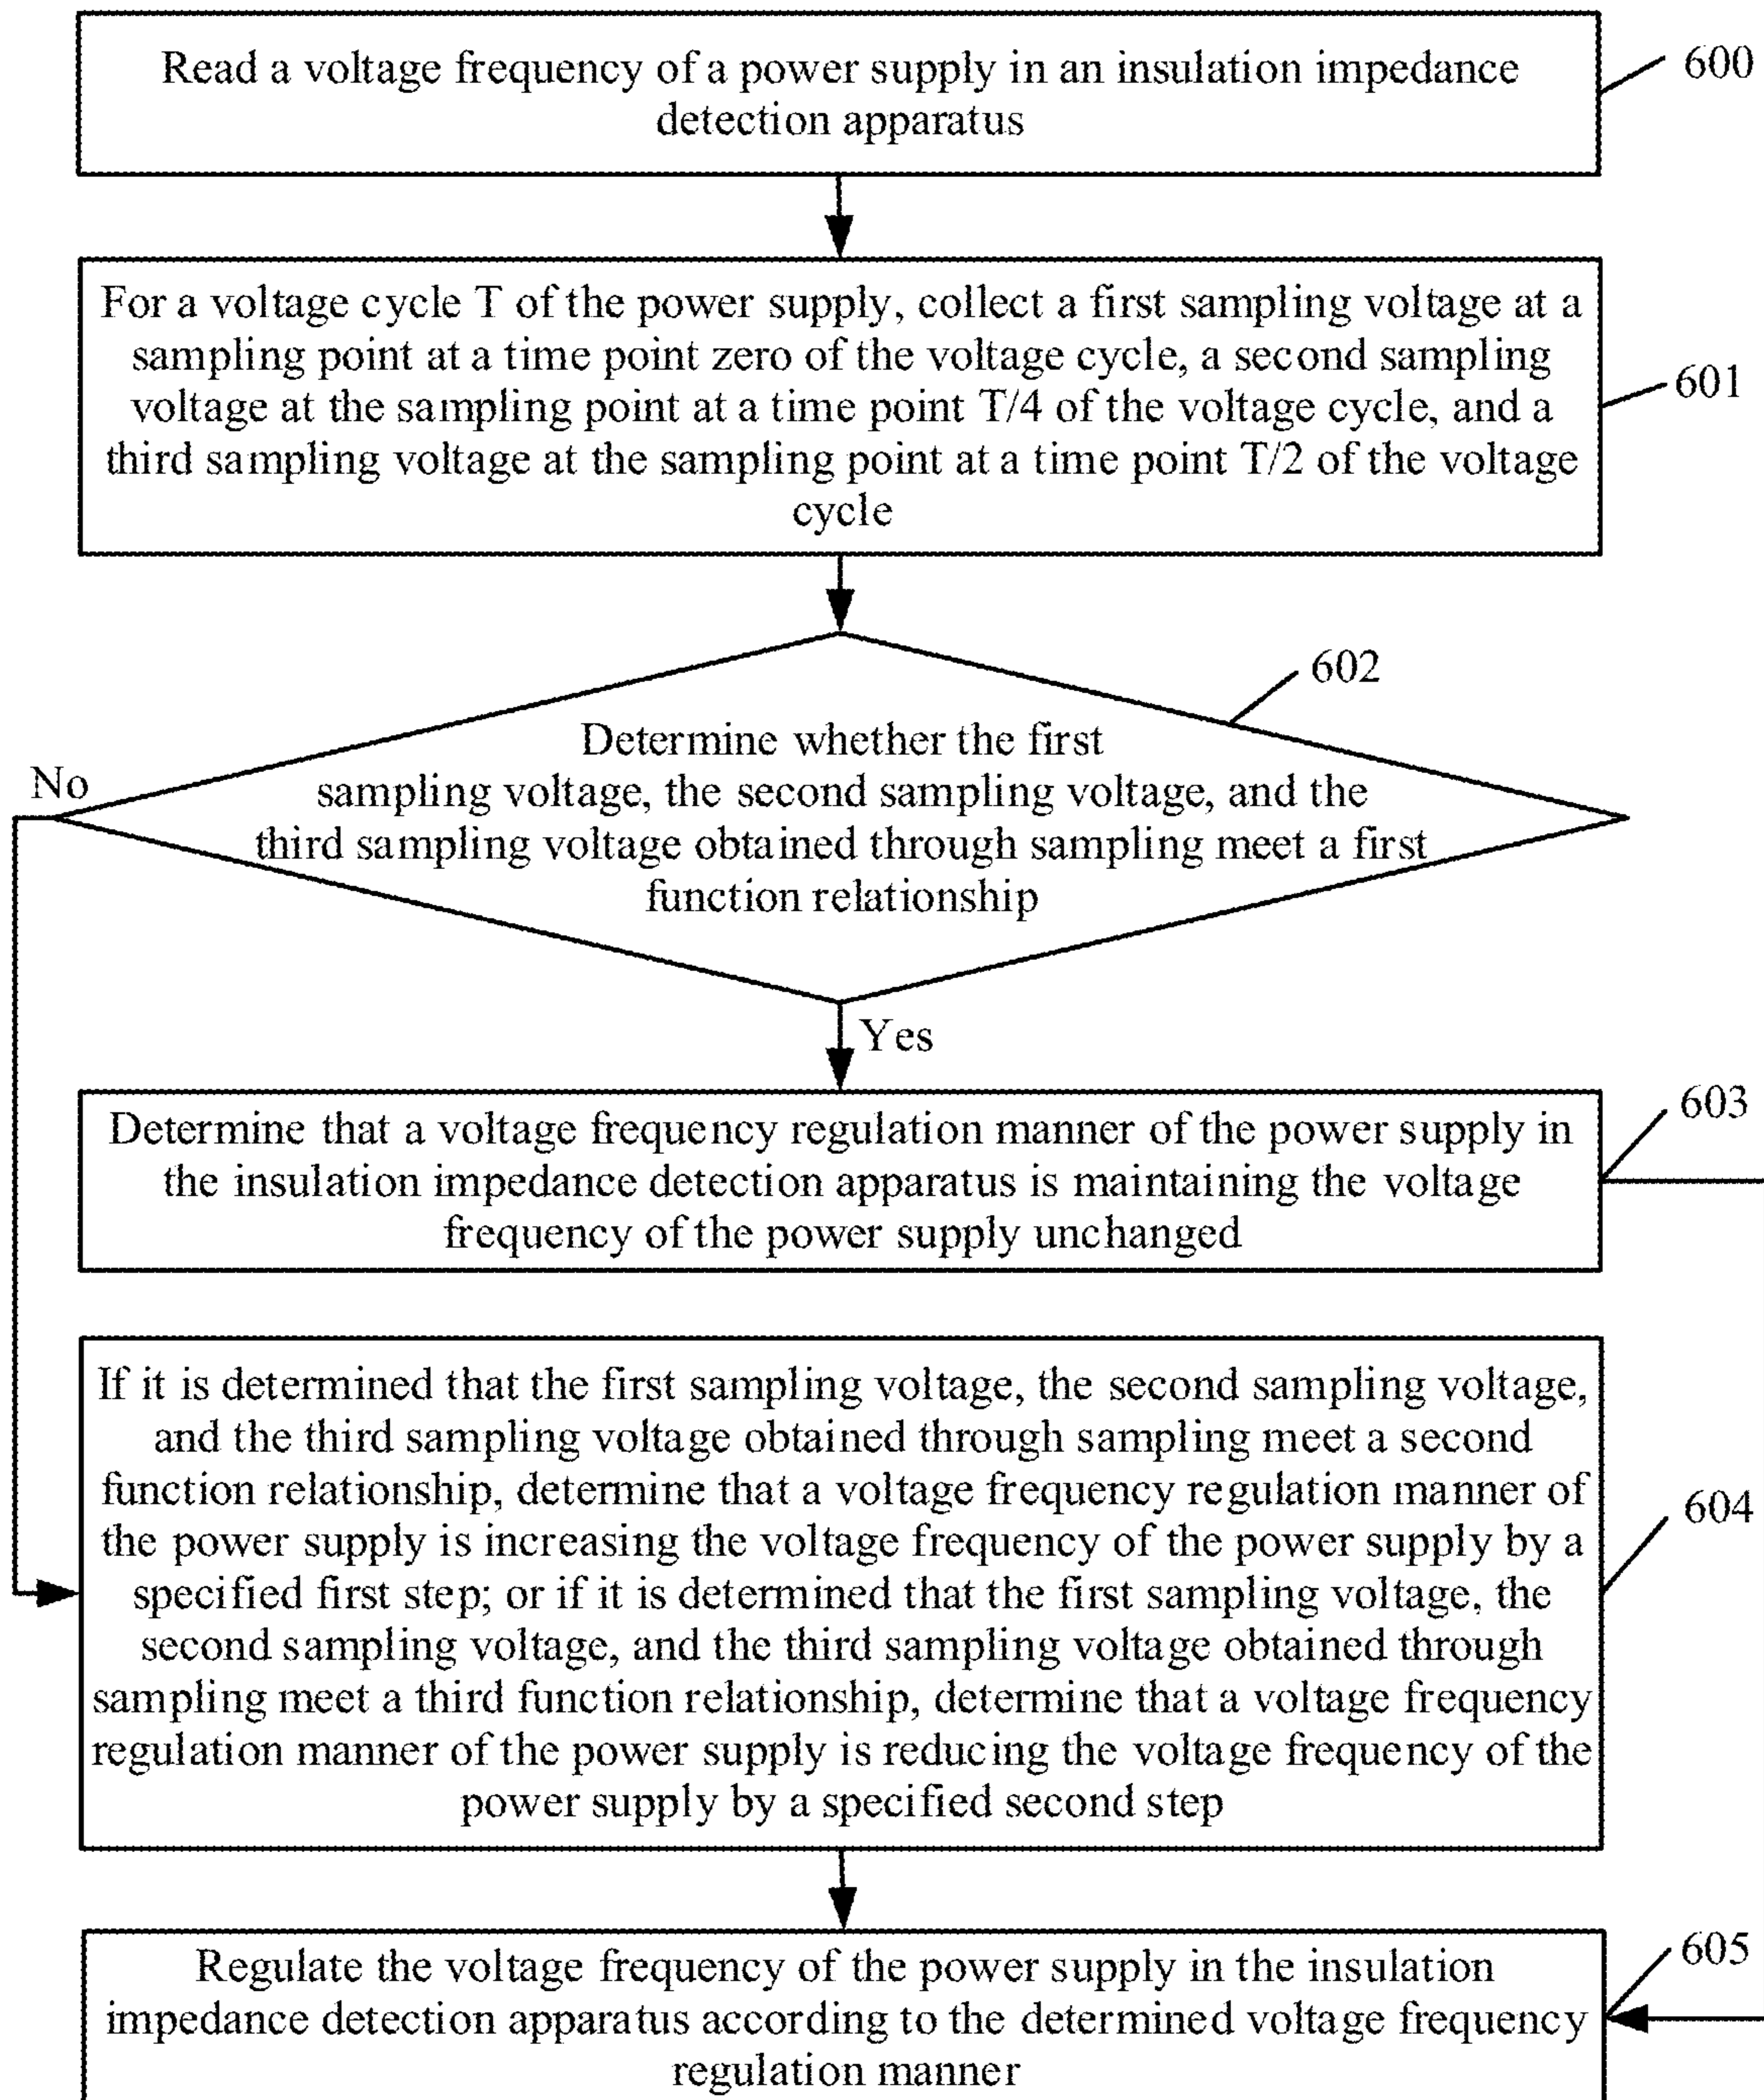 Read a voltage frequency of a power supply in an insulation impedance
detection apparatus
600
For a voltage cycle T of the power supply, collect a first sampling voltage at a
sampling point at a time point zero of the voltage cycle, a second sampling
voltage at the sampling point at a time point T/4 of the voltage cycle, and a
third sampling voltage at the sampling point at a time point T/2 of the voltage
cycle
601
602
Determine whether the first
sampling voltage, the second sampling voltage, and the
third sampling voltage obtained through sampling meet a first
function relationship
No
Yes
Determine that a voltage frequency regulation manner of the power supply in
the insulation impedance detection apparatus is maintaining the voltage
frequency of the power supply unchanged
603
If it is determined that the first sampling voltage, the second sampling voltage,
and the third sampling voltage obtained through sampling meet a second
function relationship, determine that a voltage frequency regulation manner of
the power supply is increasing the voltage frequency of the power supply by a
specified first step; or if it is determined that the first sampling voltage, the
second sampling voltage, and the third sampling voltage obtained through
sampling meet a third function relationship, determine that a voltage frequency
regulation manner of the power supply is reducing the voltage frequency of the
power supply by a specified second step
604
Regulate the voltage frequency of the power supply in the insulation
impedance detection apparatus according to the determined voltage frequency
regulation manner
605